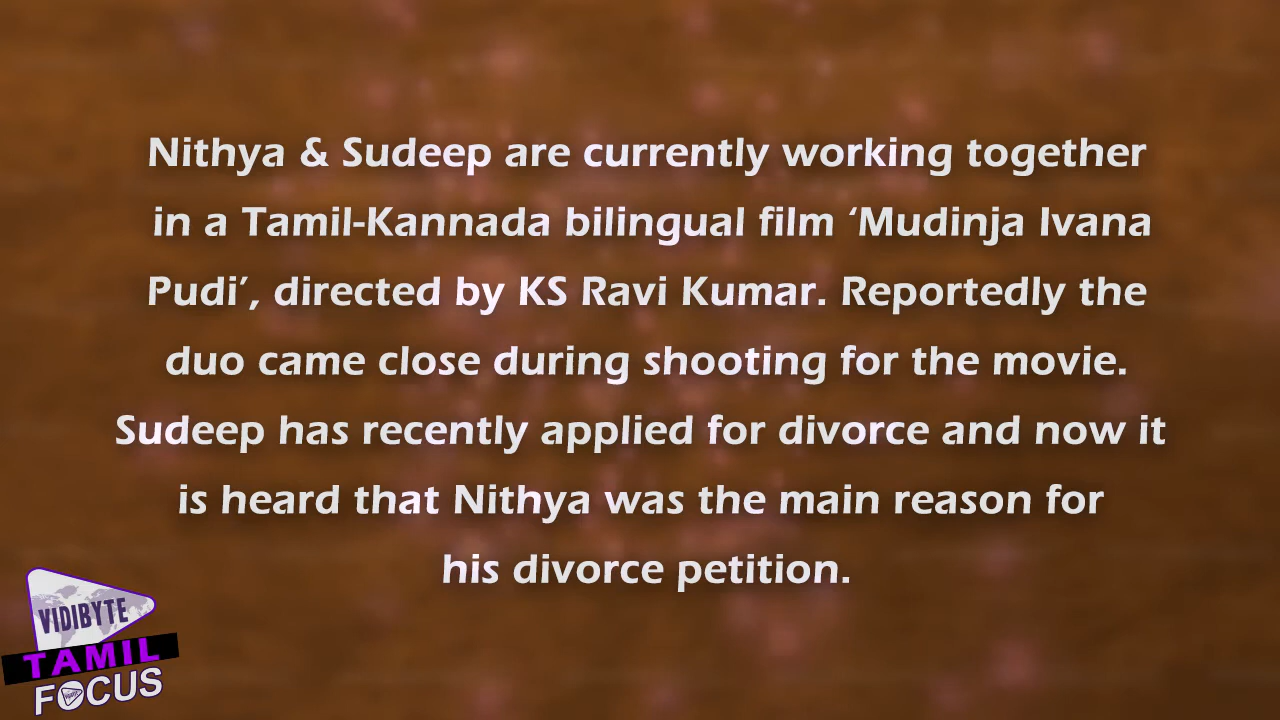 Nithya & Sudeep are currently working together
in a Tamil-Kannada bilingual film ‘Mudinja Ivana
Pudi’, directed by KS Ravi Kumar. Reportedly the
duo came close during shooting for the movie.
Sudeep has recently applied for divorce and now it
is heard that Nithya was the main reason for
his divorce petition.
VIDIBYTE
TAMIL
FOCUS